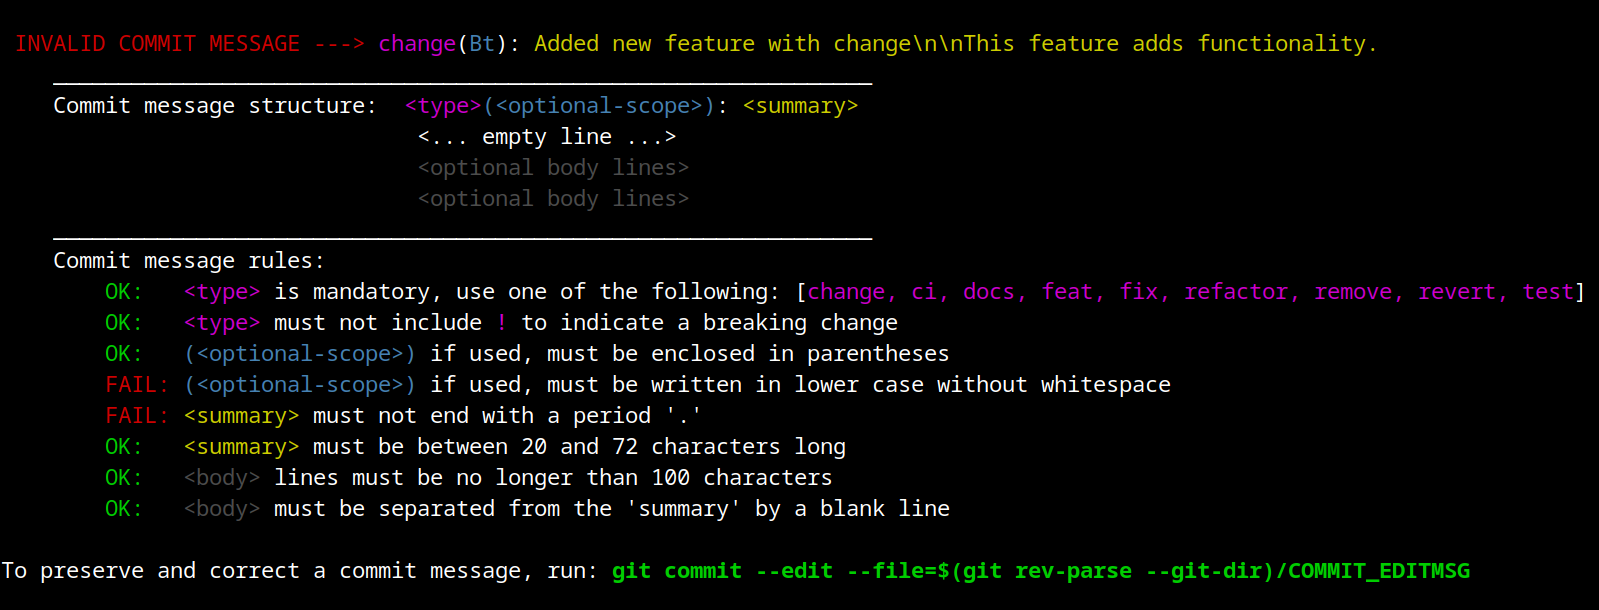 INVALID COMMIT MESSAGE ---> change(Bt): Added new feature with change\n\nThis feature adds functionality.
Commit message structure: <type>(<optional-scope>): <summary>
<... empty line ...>
<optional body lines>
<optional body lines>
Commit message rules:
OK: <type> is mandatory, use one of the following: [change, ci, docs, feat, fix, refactor, remove, revert, test]
OK: <type> must not include ! to indicate a breaking change
OK: (<optional-scope>) if used, must be enclosed in parentheses
FAIL: (<optional-scope>) if used, must be written in lower case without whitespace
FAIL: <summary> must not end with a period '.'
OK: <summary> must be between 20 and 72 characters long
OK: <body> lines must be no longer than 100 characters
OK: <body> must be separated from the 'summary' by a blank line
To preserve and correct a commit message, run: git commit --edit --file=$(git rev-parse --git-dir)/COMMIT_EDITMSG